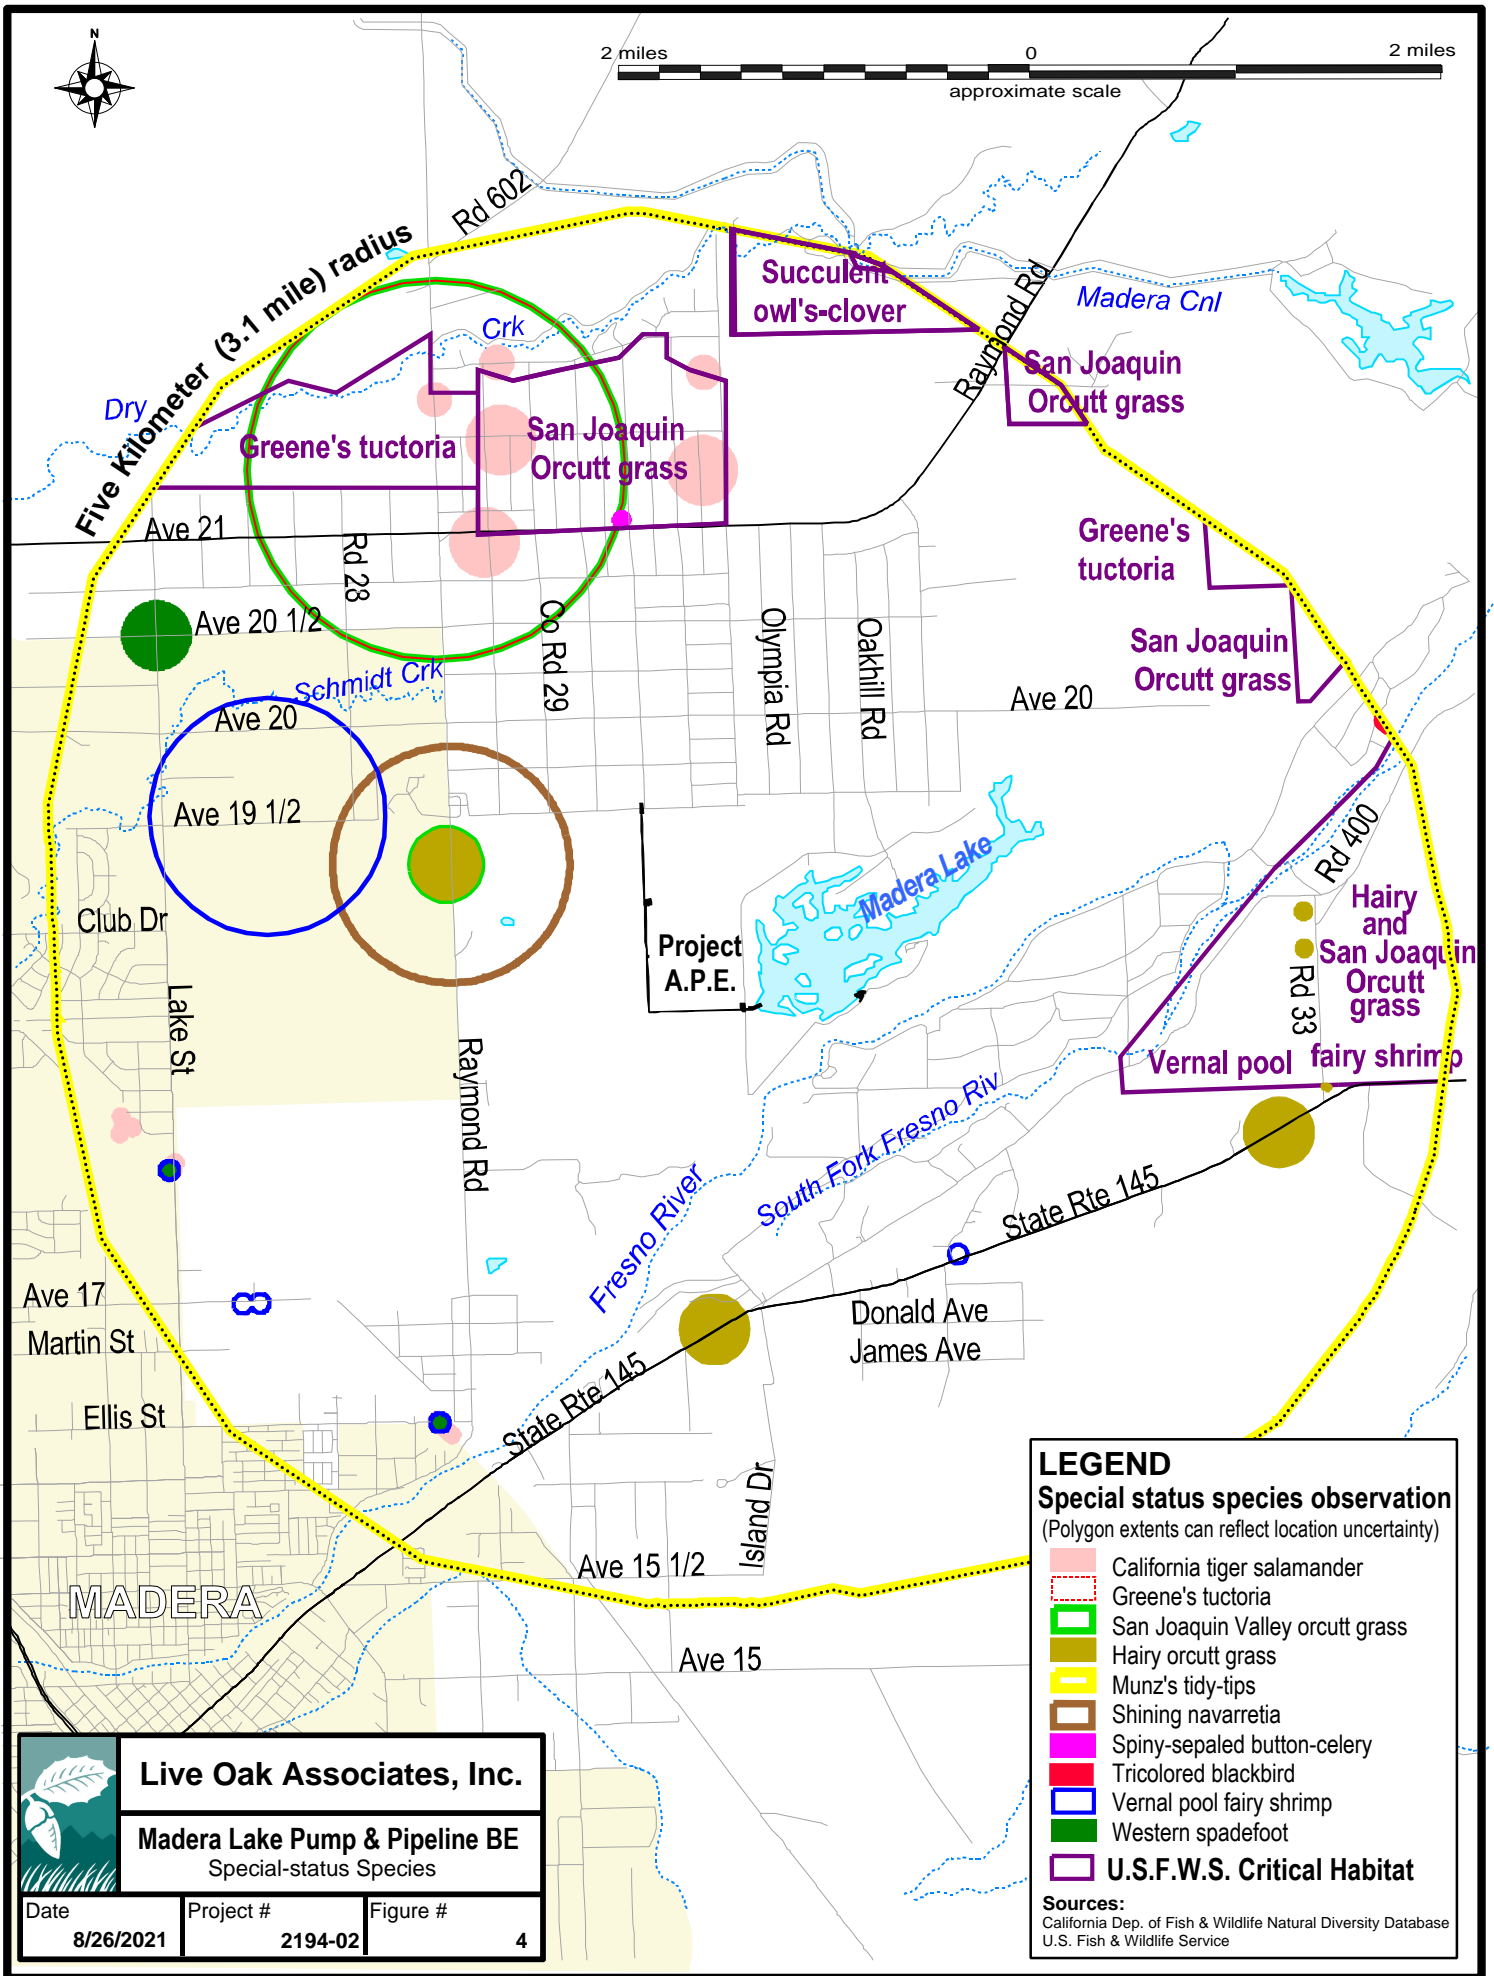 N
2 miles
0
2 miles
approximate scale
Rd 602
Five Kilometer (3.1 mile) radius
Succulent
owl's-clover
Raymond Rd
Madera Cnl
Crk
San Joaquin
Orcutt grass
Dry
Greene's tuctoria
San Joaquin
Orcutt grass
Ave 21
Rd 28
Greene's
tuctoria
Ave 20 1/2
Co Rd 29
Olympia Rd
Oakhill Rd
San Joaquin
Orcutt grass
Schmidt Crk
Ave 20
Ave 20
Ave 19 1/2
Rd 400
Madera Lake
Club Dr
Hairy
and
San Joaquin
Orcutt
grass
Project
A.P.E.
Rd 33
Lake St
Raymond Rd
Vernal pool fairy shrimp
South Fork Fresno Riv
Fresno River
State Rte 145
Ave 17
Donald Ave
Martin St
James Ave
State Rte 145
Ellis St
Island Dr
Ave 15 1/2
MADERA
Ave 15
LEGEND
Special status species observation
(Polygon extents can reflect location uncertainty)
California tiger salamander
Greene's tuctoria
San Joaquin Valley orcutt grass
Hairy orcutt grass
Munz's tidy-tips
Shining navarretia
Spiny-sepaled button-celery
Tricolored blackbird
Vernal pool fairy shrimp
Western spadefoot
U.S.F.W.S. Critical Habitat
Sources:
California Dep. of Fish & Wildlife Natural Diversity Database
U.S. Fish & Wildlife Service
Live Oak Associates, Inc.
Madera Lake Pump & Pipeline BE
Special-status Species
Date
8/26/2021
Project #
2194-02
Figure #
4